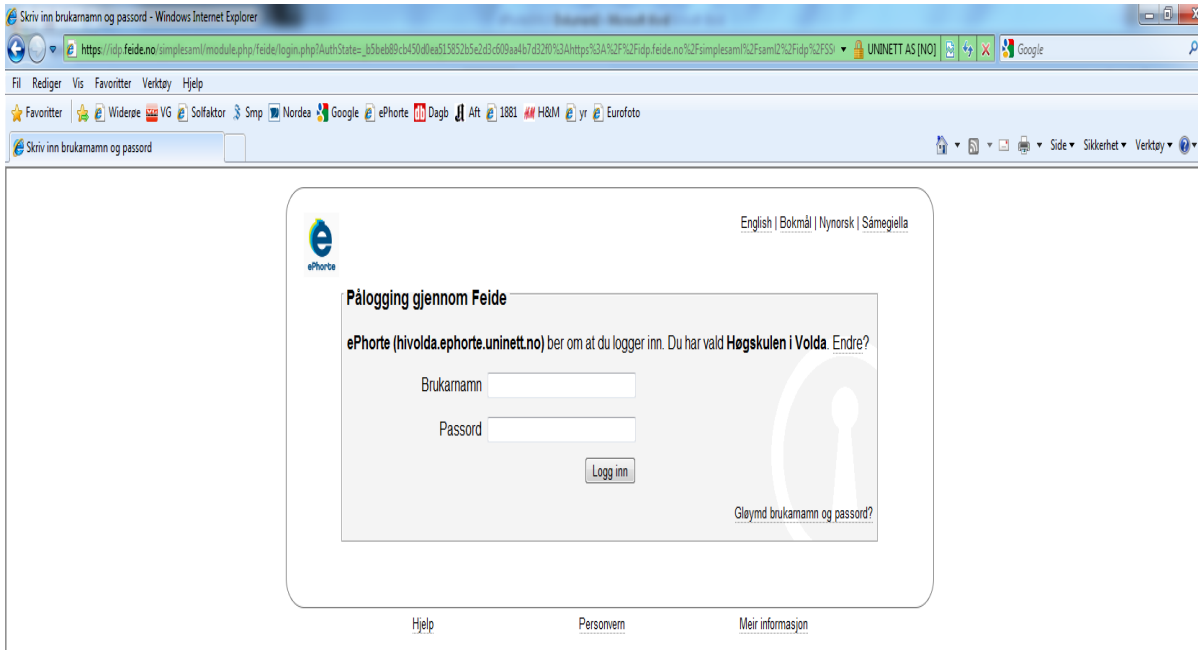 Skriv inn brukarnamn og passord - Windows Internet Explorer
https://idp.feide.no/simplesaml/module.php/feide/login.php?AuthState=_b5beb89cb450d0ea515852b5e2d3c609aa4b7d32f0%3Ahttps%3A%2F%2Fidp.feide.no%2Fsimplesaml%2Fsaml2%2Fidp%2FSS UNINETT AS [NO] Google
Fil Rediger Vis Favoritter Verktøy Hjelp
Favoritter Widerøe VG Solfaktor Smp Nordea Google ePhorte Dagb Aft 1881 H&M yr Eurofoto
Skriv inn brukarnamn og passord Side Sikkerhet Verktøy
English | Bokmål | Nynorsk | Sámegiella
ePhorte
Pålogging gjennom Feide
ePhorte (hivolda.ephorte.uninett.no) ber om at du logger inn. Du har vald Høgskulen i Volda. Endre?
Brukarnamn
Passord
Logg inn
Gløymd brukarnamn og passord?
Hjelp Personvern Meir informasjon